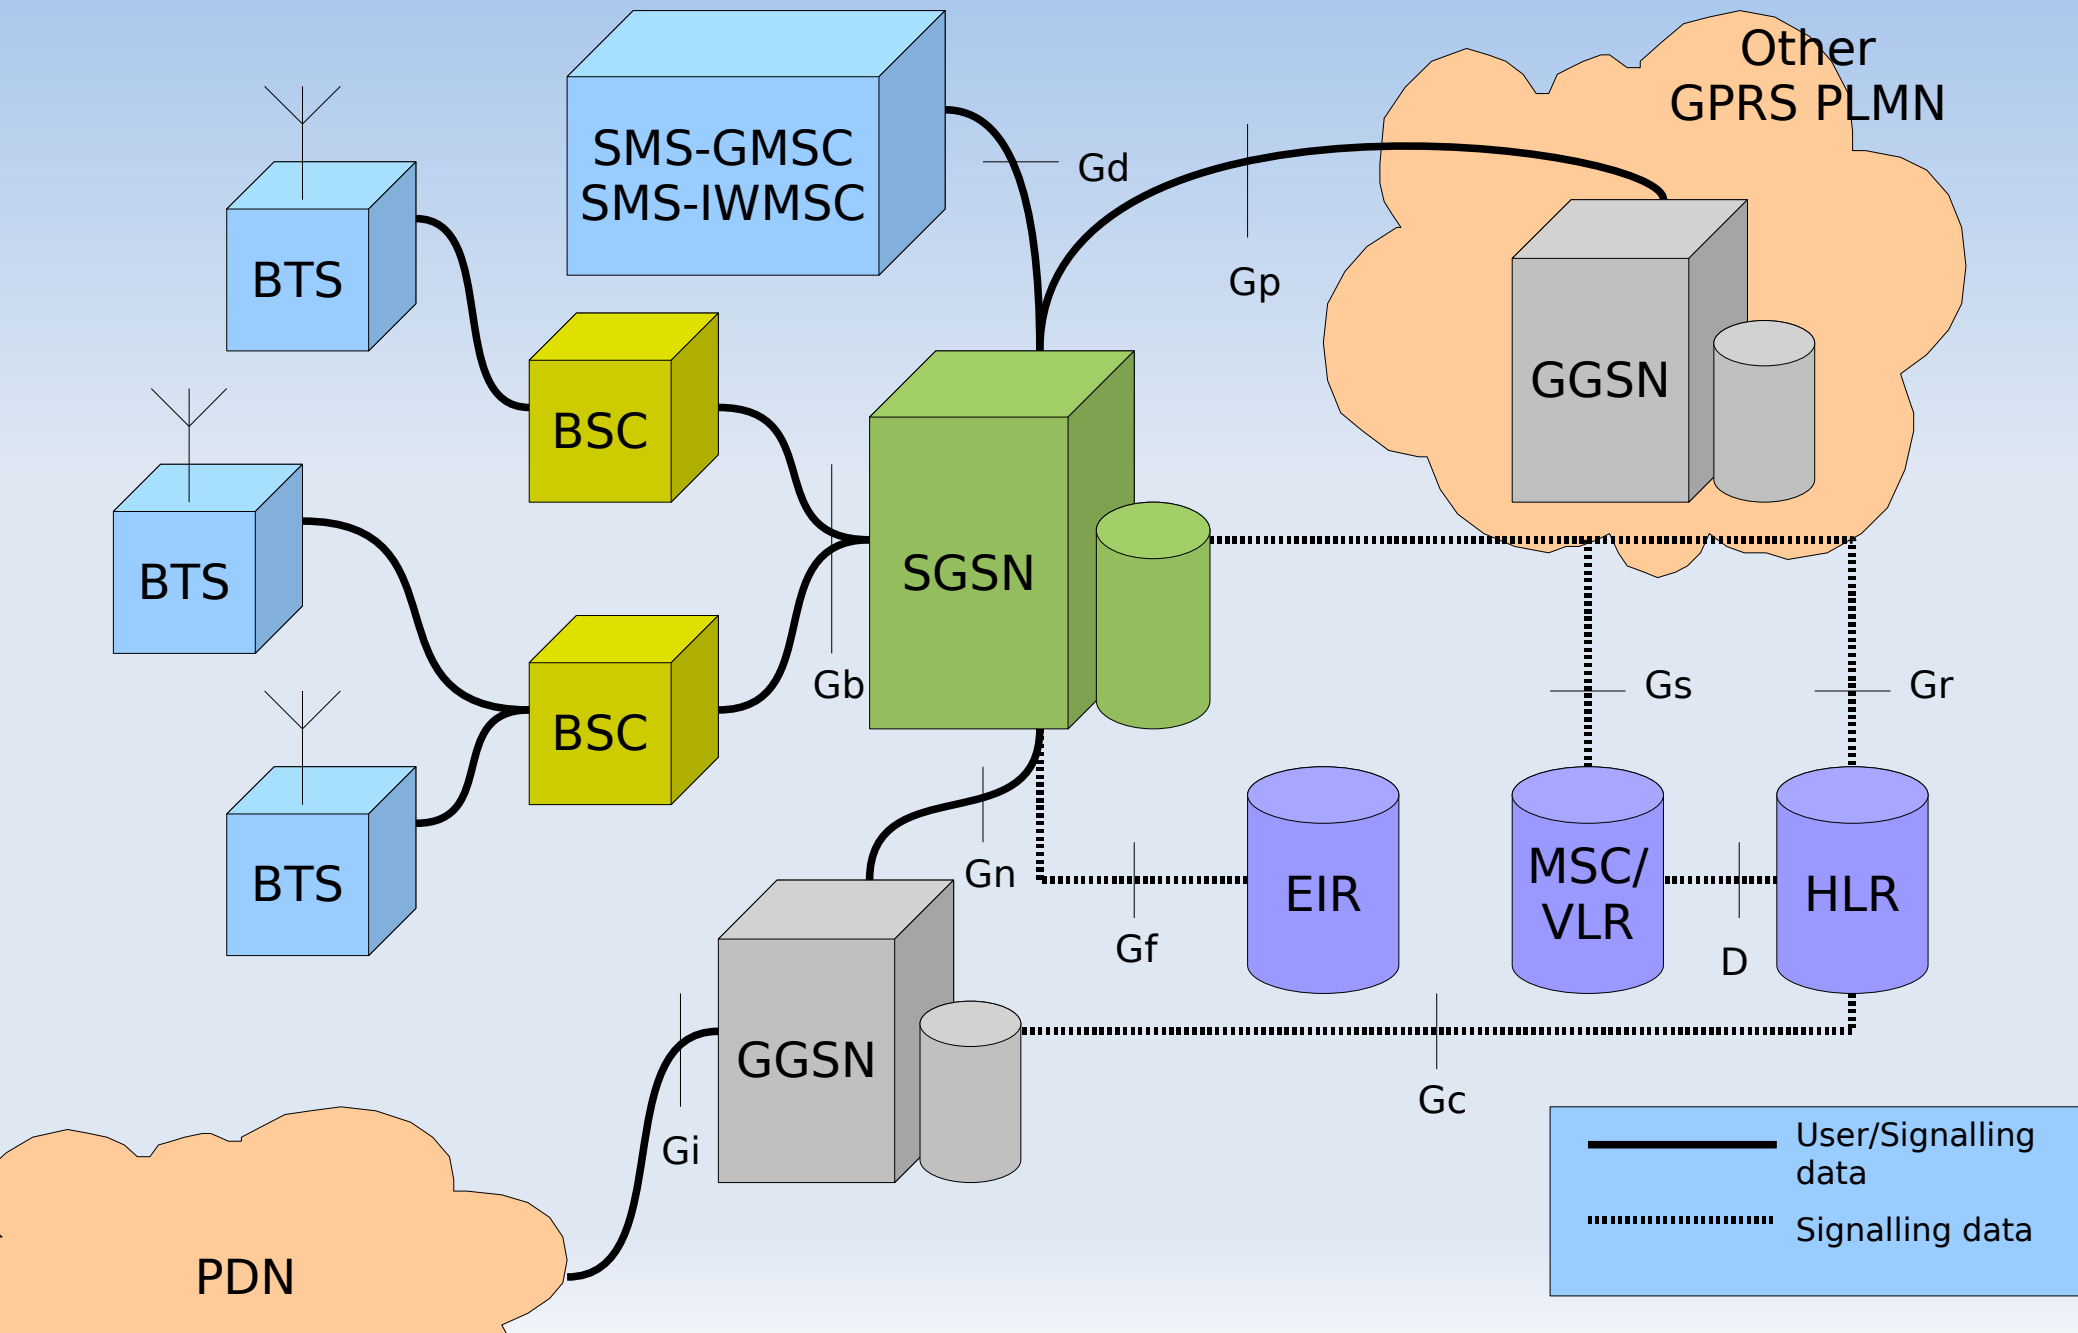 Other
GPRS PLMN
SMS-GMSC
SMS-IWMSC
Gd
BTS
Gp
GGSN
BSC
SGSN
BTS
Gb
Gs
Gr
BSC
Gn
EIR
MSC/
VLR
HLR
BTS
Gf
D
GGSN
Gc
Gi
User/Signalling
data
Signalling data
PDN